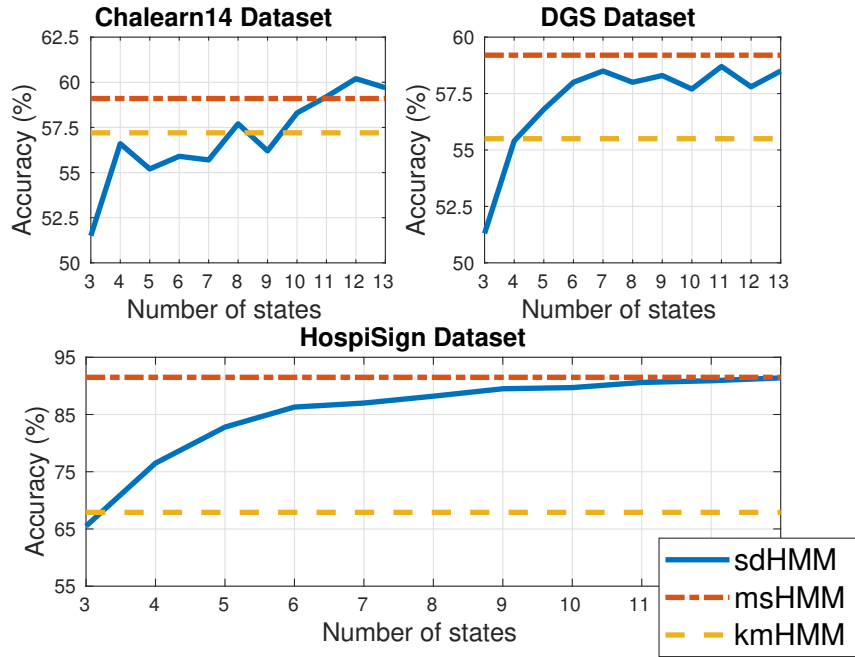 Chalearn14 Dataset
Accuracy (%)
62.5
60
57.5
55
52.5
50
3 4 5 6 7 8 9 10 11 12 13
Number of states
DGS Dataset
Accuracy (%)
60
57.5
55
52.5
50
3 4 5 6 7 8 9 10 11 12 13
Number of states
HospiSign Dataset
Accuracy (%)
95
85
75
65
55
3 4 5 6 7 8 9 10 11
Number of states
sdHMM
msHMM
kmHMM